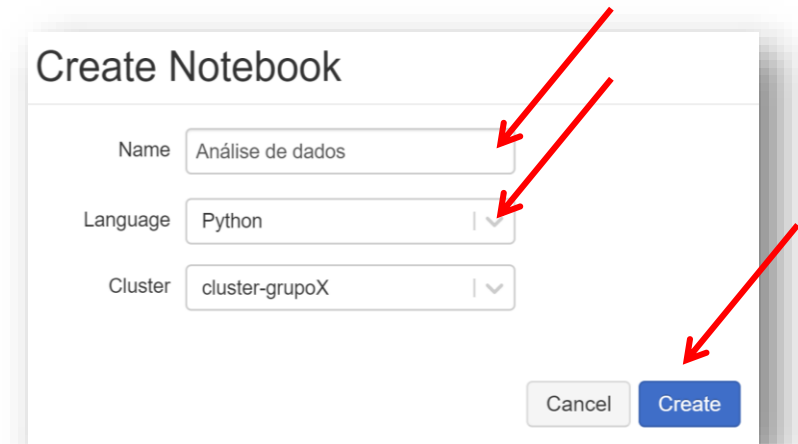 Create Notebook
Name Análise de dados
Language Python
Cluster cluster-grupoX
Cancel Create